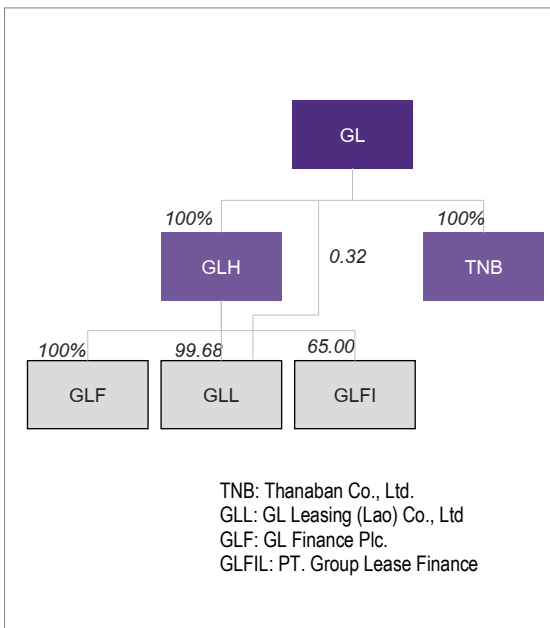 GL
100%
100%
GLH
0.32
TNB
100%
99.68
65.00
GLF
GLL
GLFI
TNB: Thanaban Co., Ltd.
GLL: GL Leasing (Lao) Co., Ltd
GLF: GL Finance Plc.
GLFIL: PT. Group Lease Finance